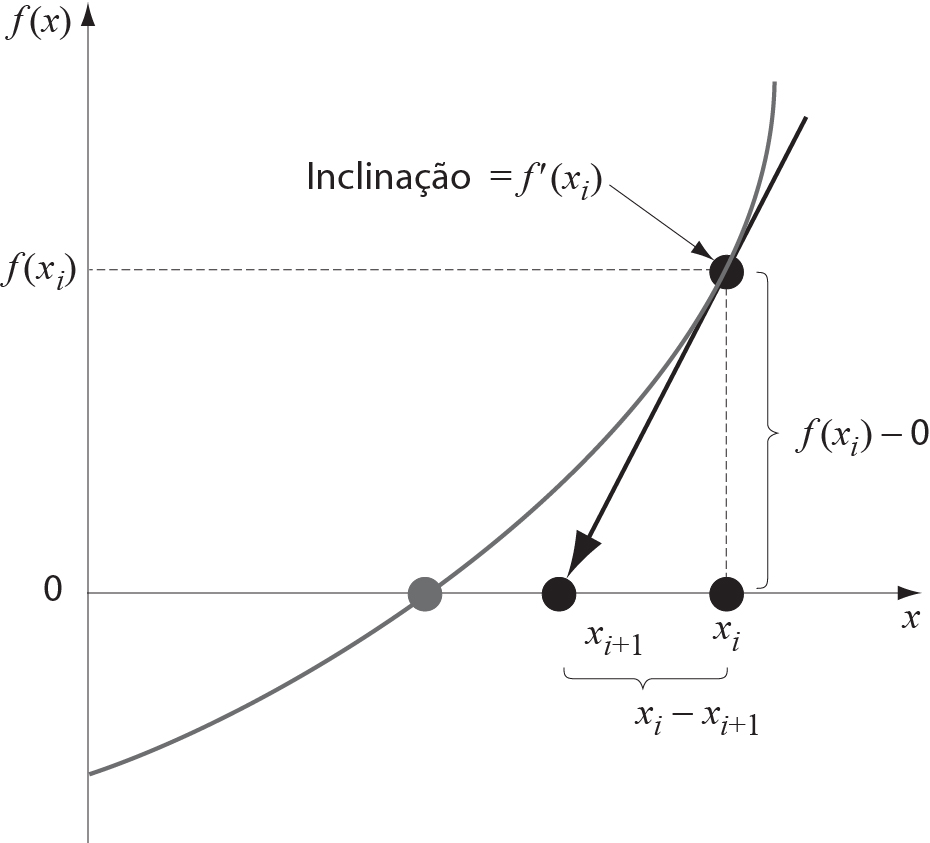 f(x)
Inclinação = f′(xᵢ)
f(xᵢ)
f(xᵢ) – 0
0
x
xᵢ₊₁
xᵢ
xᵢ – xᵢ₊₁